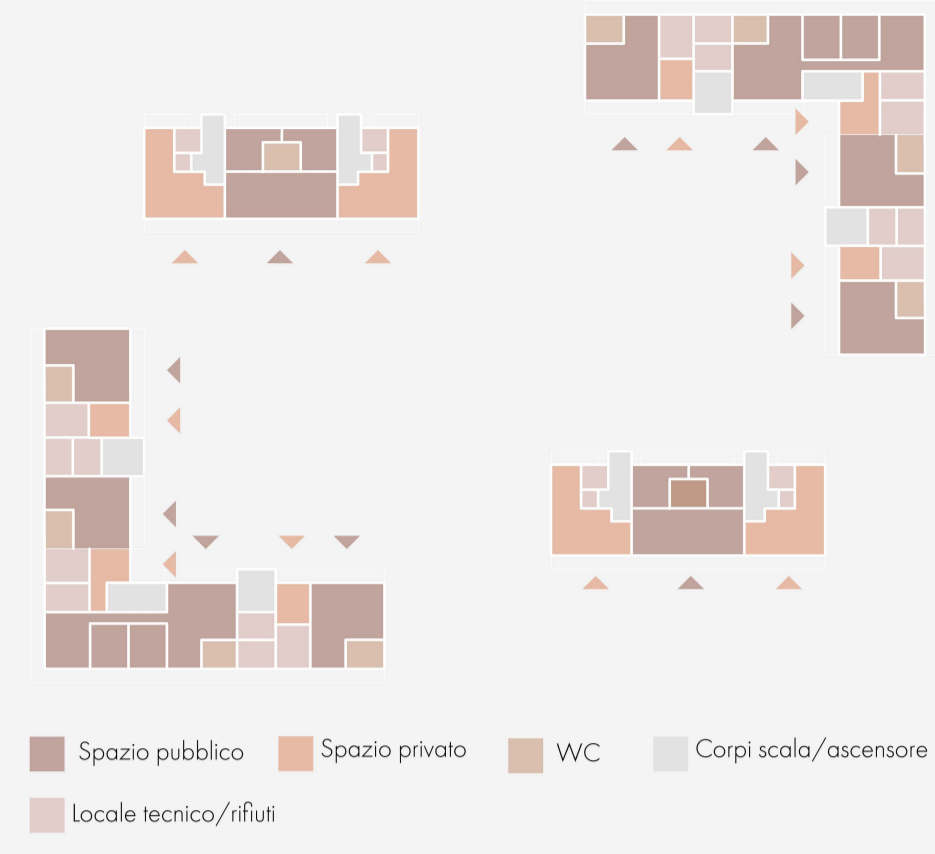 Spazio pubblico
Spazio privato
WC
Corpi scala/ascensore
Locale tecnico/rifiuti